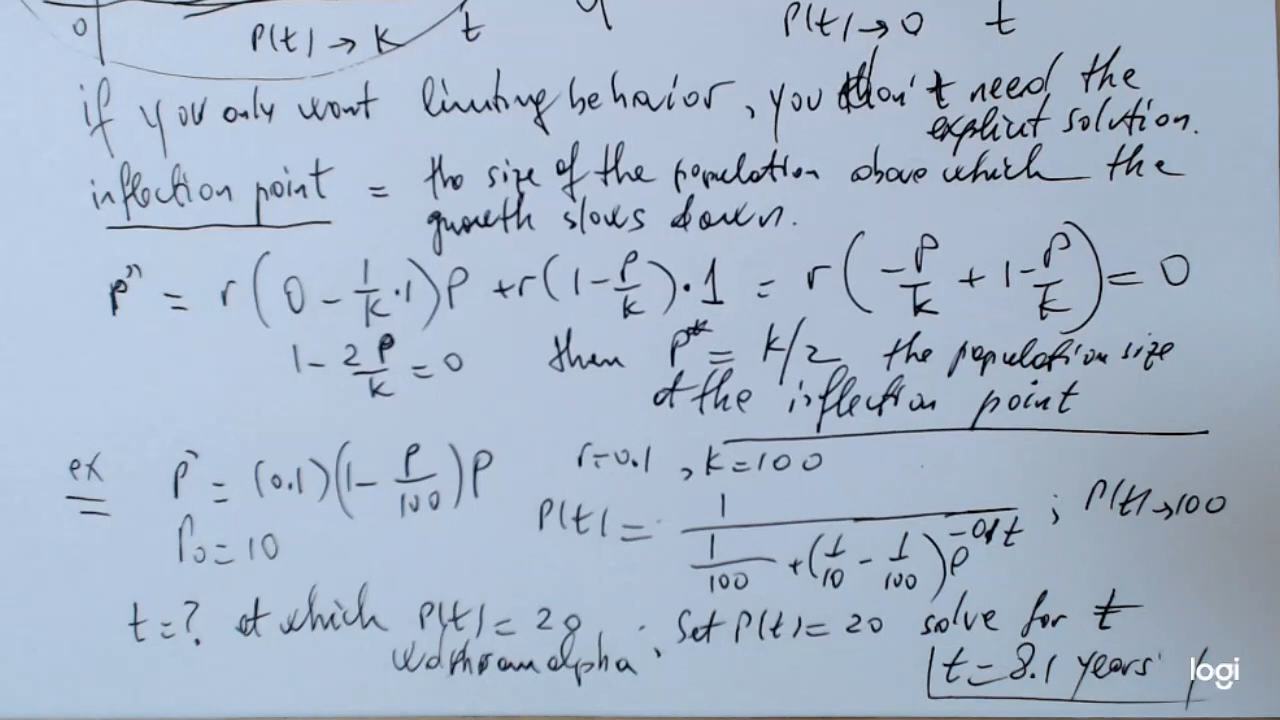 0 P(t) → K t P(t) → 0 t
if you only want limiting behavior, you don't need the
explicit solution.
inflection point = the size of the population above which the
growth slows down.
P'' = r(0 - 1/K · 1)P + r(1 - P/K) · 1 = r(-P/K + 1 - P/K) = 0
1 - 2P/K = 0 then P* = K/2 the population size
at the inflection point
ex P' = (0.1)(1 - P/100)P r=0.1, K=100
P0 = 10 P(t) = 1/(1/100 + (1/10 - 1/100)e^-0.1t) ; P(t) → 100
t=? at which P(t) = 20 ; Set P(t) = 20 solve for t
wolframalpha t = 8.1 years
logi